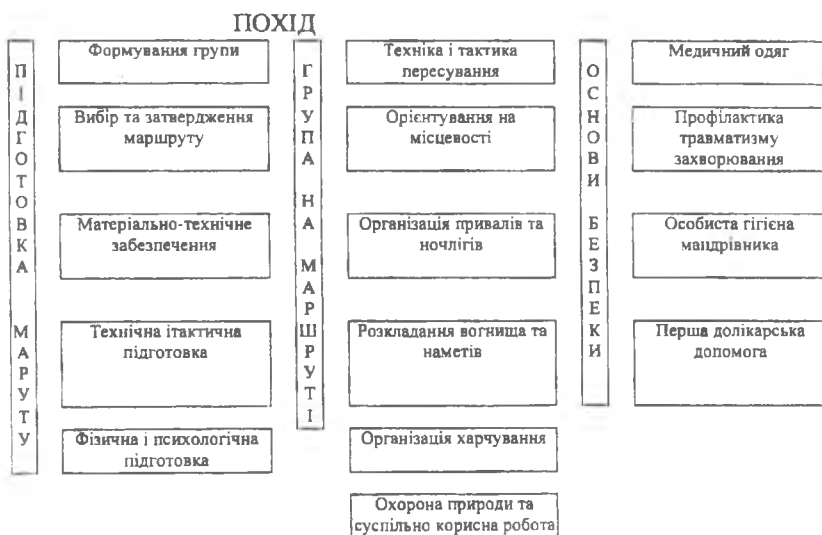 ПОХІД
ПІДГОТОВКА МАРУТУ
Формування групи
Вибір та затвердження
маршруту
Матеріально-технічне
забезпечення
Технічна ітактична
підготовка
Фізична і психологічна
підготовка
ГРУПА НА МАРШРУТІ
Техніка і тактика
пересування
Орієнтування на
місцевості
Організація привалів та
ночлігів
Розкладання вогнища та
наметів
Організація харчування
Охорона природи та
суспільно корисна робота
ОСНОВИ БЕЗПЕКИ
Медичний одяг
Профілактика
травматизму
захворювання
Особиста гігієна
мандрівника
Перша долікарська
допомога